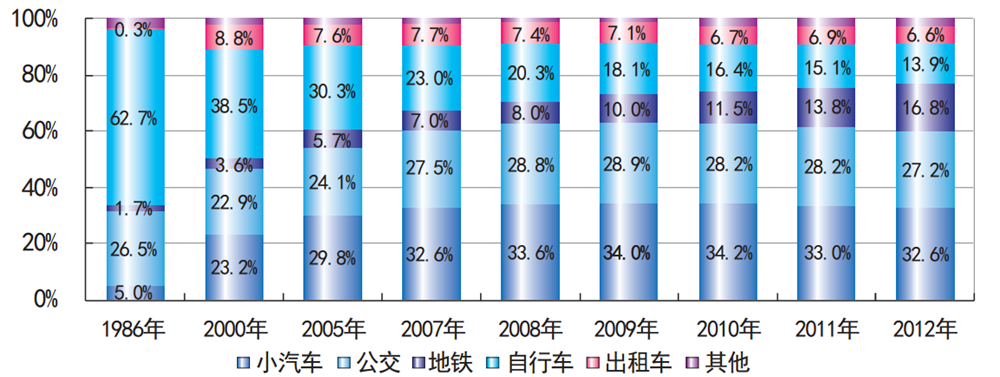 100%
80%
60%
40%
20%
0%
0.3% 8.8% 7.6% 7.7% 7.4% 7.1% 6.7% 6.9% 6.6%
62.7% 38.5% 30.3% 23.0% 20.3% 18.1% 16.4% 15.1% 13.9%
1.7% 3.6% 5.7% 7.0% 8.0% 10.0% 11.5% 13.8% 16.8%
26.5% 22.9% 24.1% 27.5% 28.8% 28.9% 28.2% 28.2% 27.2%
5.0% 23.2% 29.8% 32.6% 33.6% 34.0% 34.2% 33.0% 32.6%
1986年 2000年 2005年 2007年 2008年 2009年 2010年 2011年 2012年
小汽车 公交 地铁 自行车 出租车 其他